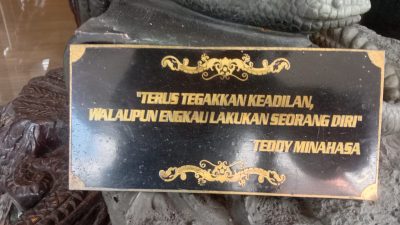 "TERUS TEGAKKAN KEADILAN,
WALAUPUN ENGKAU LAKUKAN SEORANG DIRI"
TEDDY MINAHASA